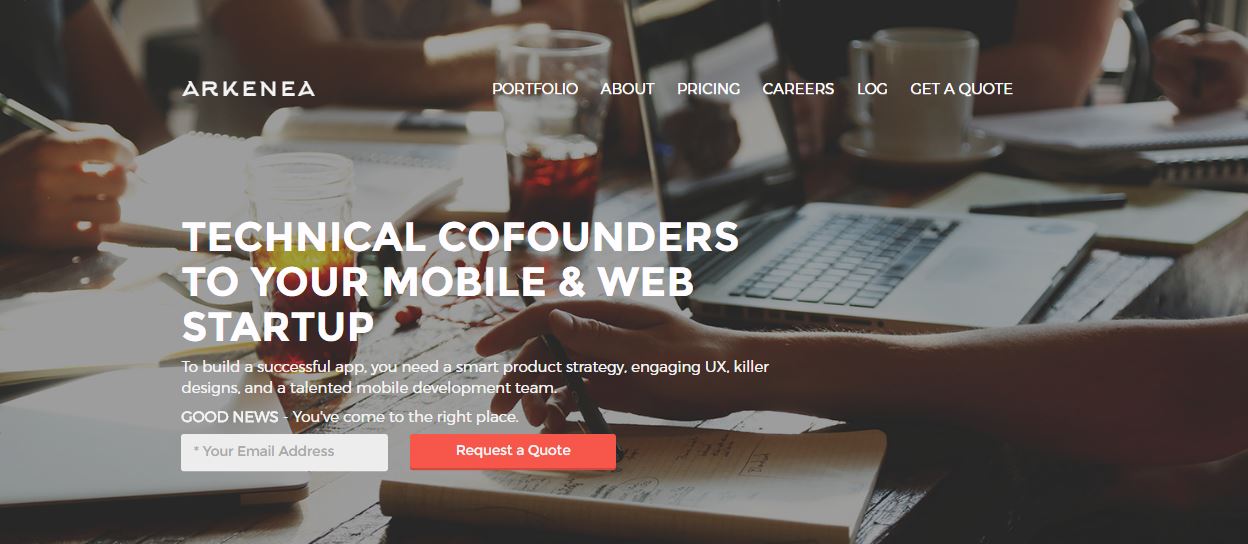 ARKENEA
PORTFOLIO ABOUT PRICING CAREERS LOG GET A QUOTE
TECHNICAL COFOUNDERS
TO YOUR MOBILE & WEB
STARTUP
To build a successful app, you need a smart product strategy, engaging UX, killer
designs, and a talented mobile development team.
GOOD NEWS - You've come to the right place.
* Your Email Address
Request a Quote